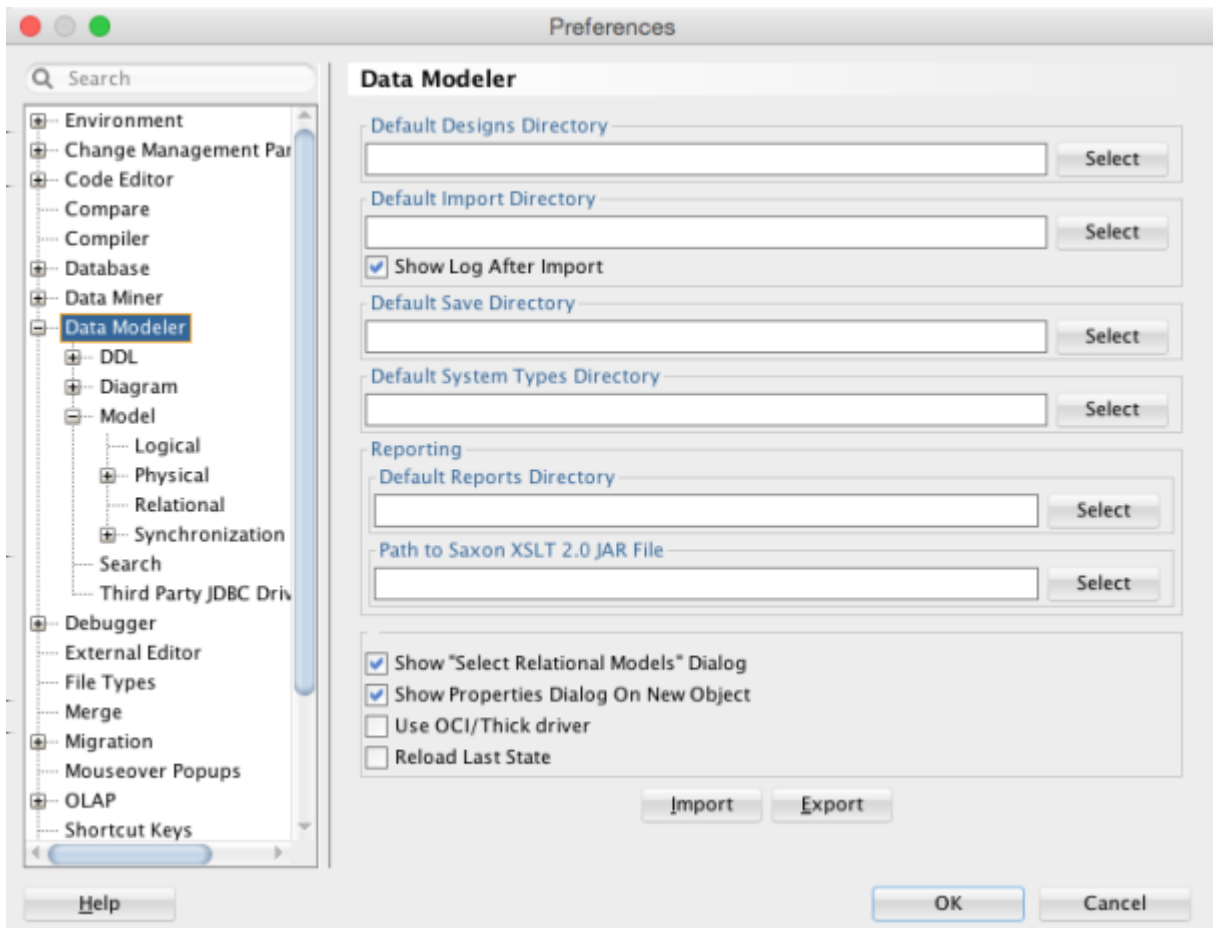 Preferences
Search
Environment
Change Management Par
Code Editor
Compare
Compiler
Database
Data Miner
Data Modeler
DDL
Diagram
Model
Logical
Physical
Relational
Synchronization
Search
Third Party JDBC Driv
Debugger
External Editor
File Types
Merge
Migration
Mouseover Popups
OLAP
Shortcut Keys
Data Modeler
Default Designs Directory
Select
Default Import Directory
Select
Show Log After Import
Default Save Directory
Select
Default System Types Directory
Select
Reporting
Default Reports Directory
Select
Path to Saxon XSLT 2.0 JAR File
Select
Show "Select Relational Models" Dialog
Show Properties Dialog On New Object
Use OCI/Thick driver
Reload Last State
Import Export
Help OK Cancel